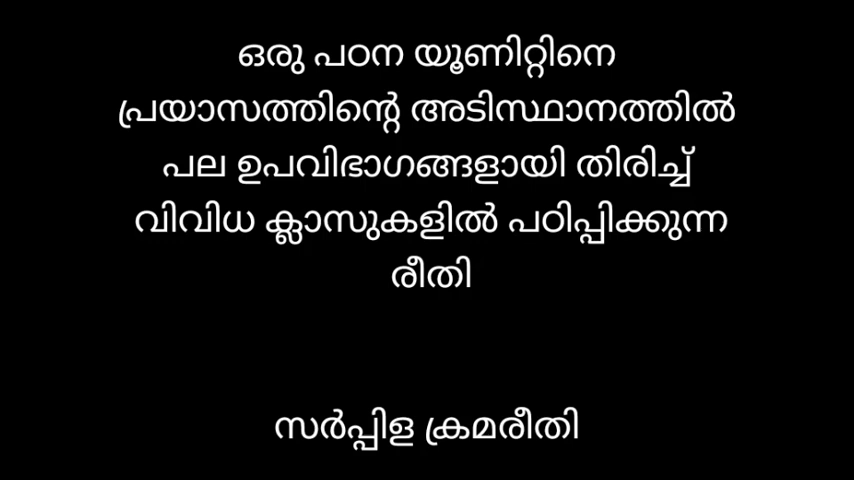 ഒരു പഠന യൂണിറ്റിനെ
പ്രയാസത്തിന്റെ അടിസ്ഥാനത്തിൽ
പല ഉപവിഭാഗങ്ങളായി തിരിച്ച്
വിവിധ ക്ലാസുകളിൽ പഠിപ്പിക്കുന്ന
രീതി
സർപ്പിള ക്രമരീതി